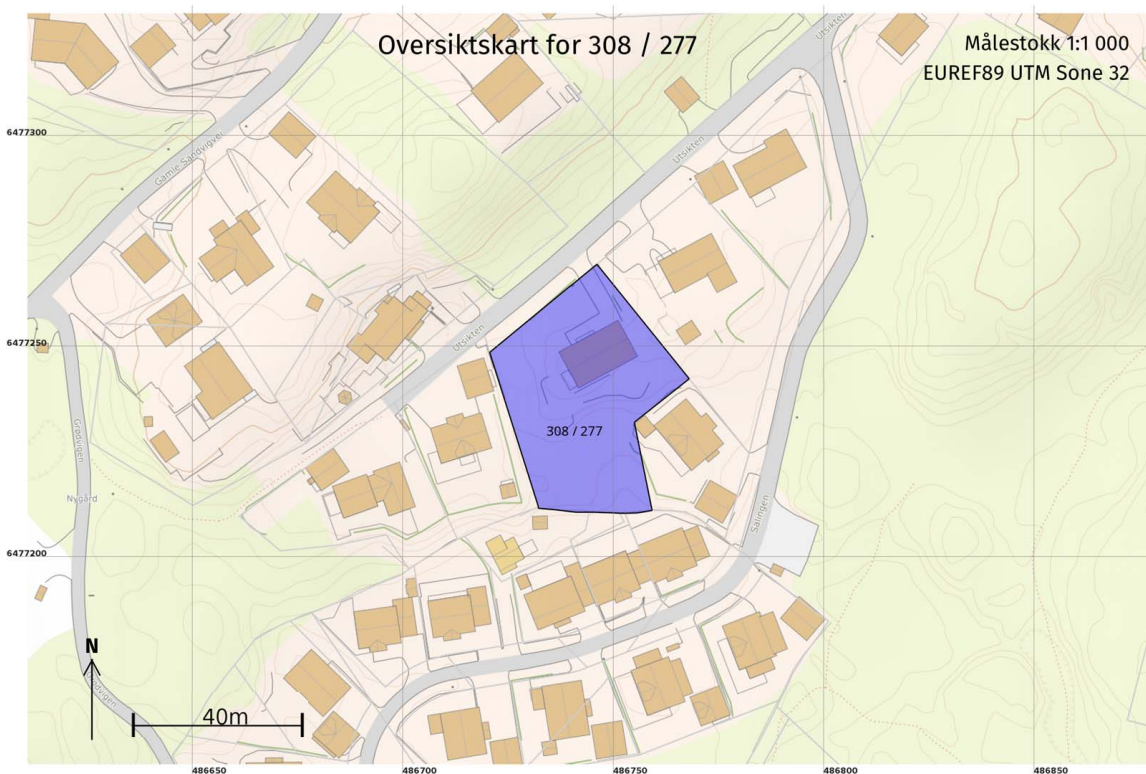 Oversiktskart for 308 / 277
Målestokk 1:1 000
EUREF89 UTM Sone 32
Utsikten
6477300
Gamle Sandvigvei
Utsikten
6477250
Utsikten
Grødvigen
308 / 277
Nygård
Salingen
6477200
N
Grødvigen
40m
486650
486700
486750
486800
486850